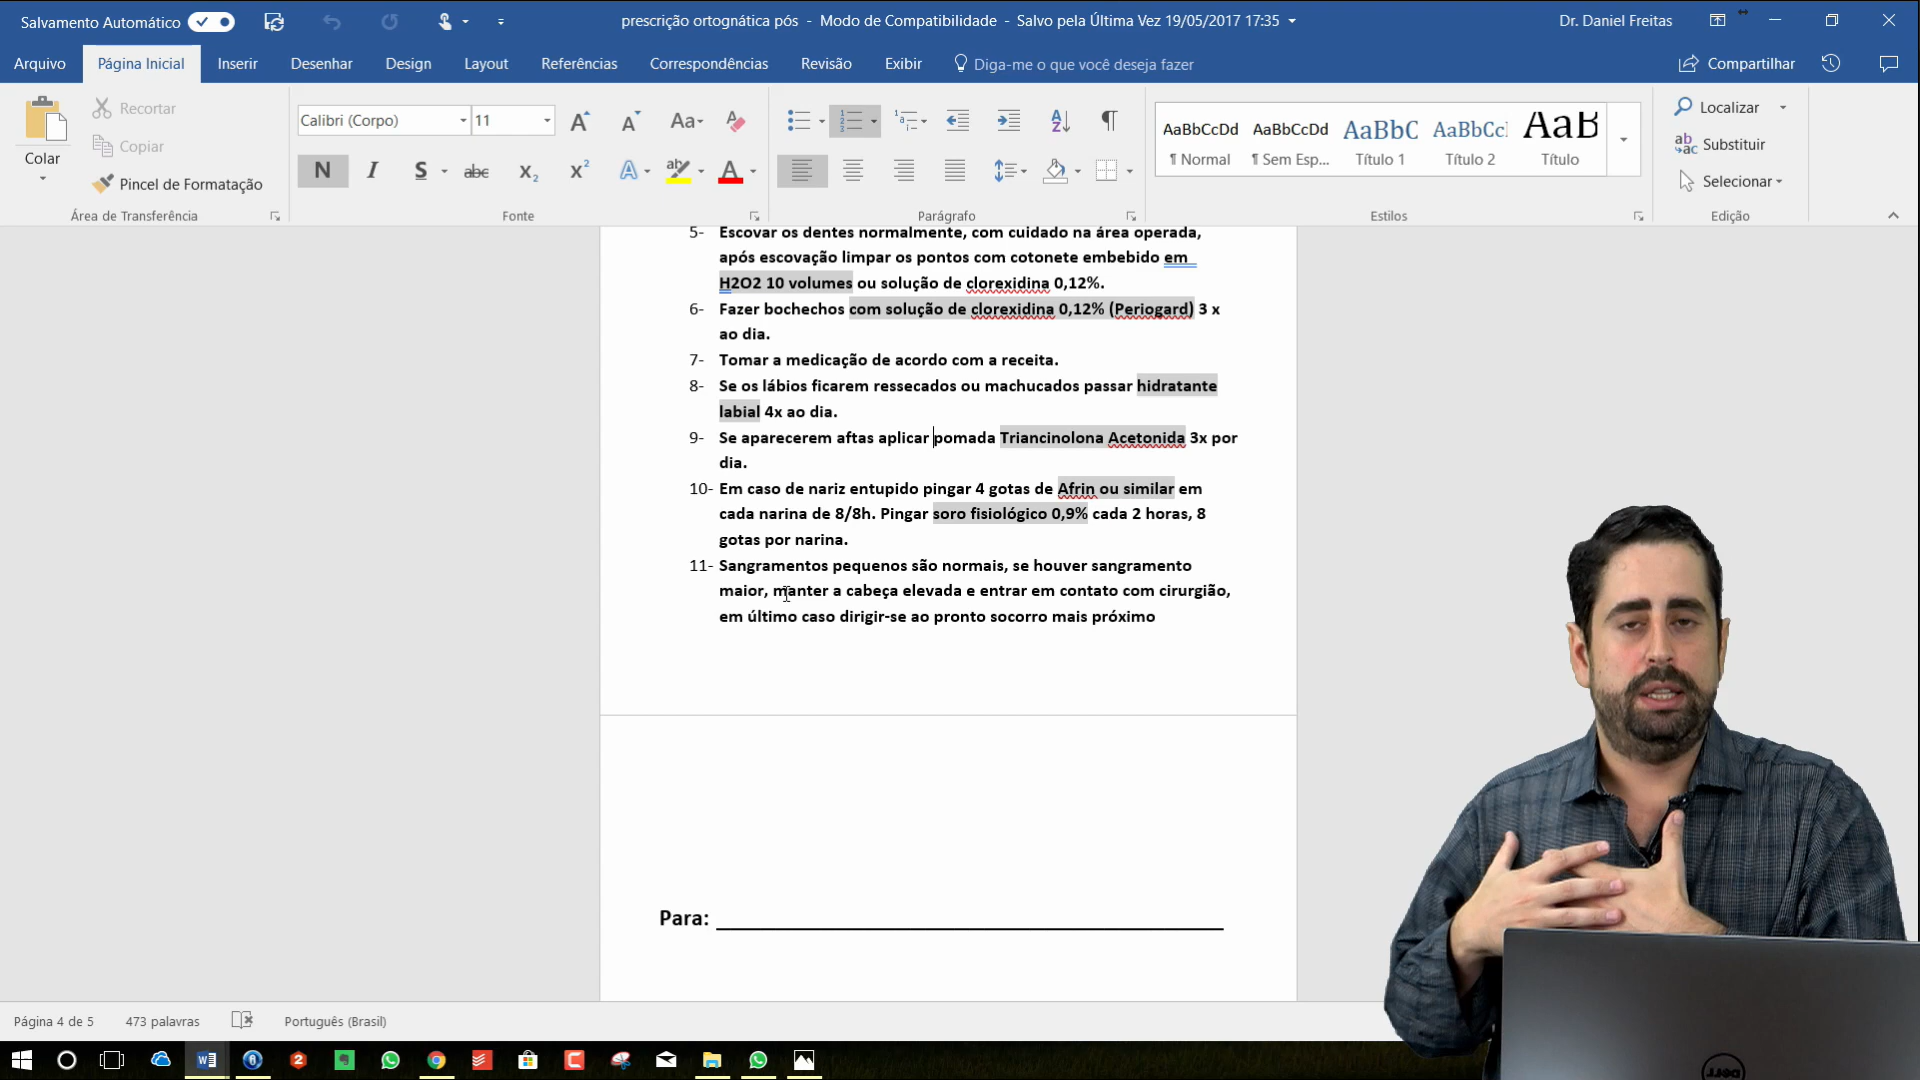 Salvamento Automático
prescrição ortognática pós - Modo de Compatibilidade - Salvo pela Última Vez 19/05/2017 17:35
Dr. Daniel Freitas
Arquivo Página Inicial Inserir Desenhar Design Layout Referências Correspondências Revisão Exibir Diga-me o que você deseja fazer Compartilhar
Colar
Recortar
Copiar
Pincel de Formatação
Área de Transferência
Calibri (Corpo) 11
Aa
N I S abc X₂ X² A A
Fonte
Parágrafo
AaBbCcDd AaBbCcDd AaBbC AaBbCcI AaB
¶ Normal ¶ Sem Esp... Título 1 Título 2 Título
Estilos
Localizar
Substituir
Selecionar
Edição
5- Escovar os dentes normalmente, com cuidado na área operada,
após escovação limpar os pontos com cotonete embebido em
H2O2 10 volumes ou solução de clorexidina 0,12%.
6- Fazer bochechos com solução de clorexidina 0,12% (Periogard) 3 x
ao dia.
7- Tomar a medicação de acordo com a receita.
8- Se os lábios ficarem ressecados ou machucados passar hidratante
labial 4x ao dia.
9- Se aparecerem aftas aplicar pomada Triancinolona Acetonida 3x por
dia.
10- Em caso de nariz entupido pingar 4 gotas de Afrin ou similar em
cada narina de 8/8h. Pingar soro fisiológico 0,9% cada 2 horas, 8
gotas por narina.
11- Sangramentos pequenos são normais, se houver sangramento
maior, manter a cabeça elevada e entrar em contato com cirurgião,
em último caso dirigir-se ao pronto socorro mais próximo
Para:
Página 4 de 5 473 palavras Português (Brasil)
DELL